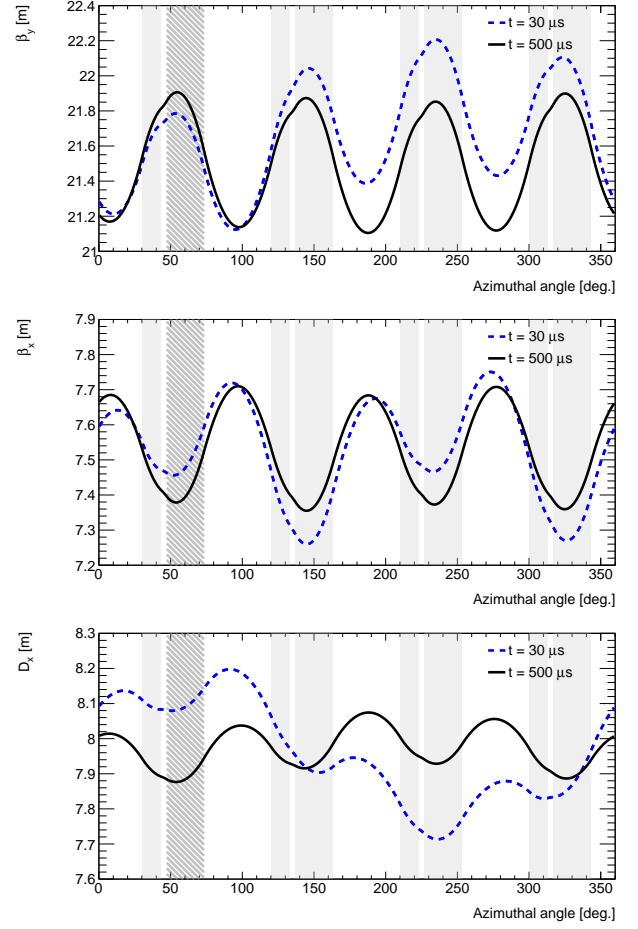 β_y [m]
22.4
22.2
22
21.8
21.6
21.4
21.2
21
0 50 100 150 200 250 300 350
Azimuthal angle [deg.]
t = 30 μs
t = 500 μs
β_x [m]
7.9
7.8
7.7
7.6
7.5
7.4
7.3
7.2
0 50 100 150 200 250 300 350
Azimuthal angle [deg.]
t = 30 μs
t = 500 μs
D_x [m]
8.3
8.2
8.1
8
7.9
7.8
7.7
7.6
0 50 100 150 200 250 300 350
Azimuthal angle [deg.]
t = 30 μs
t = 500 μs